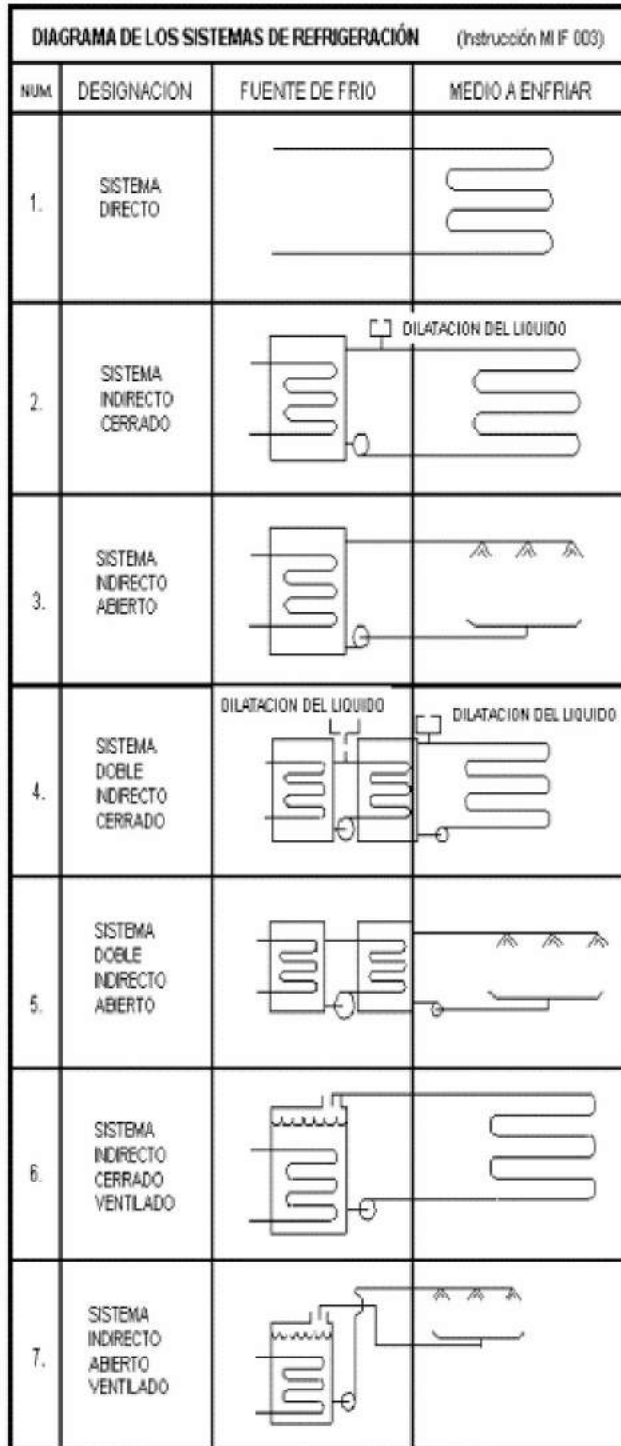 DIAGRAMA DE LOS SISTEMAS DE REFRIGERACIÓN (Instrucción MI IF 003)
NUM. DESIGNACION FUENTE DE FRIO MEDIO A ENFRIAR
1.
SISTEMA
DIRECTO
2.
SISTEMA
INDIRECTO
CERRADO
DILATACION DEL LIQUIDO
3.
SISTEMA
INDIRECTO
ABIERTO
4.
SISTEMA
DOBLE
INDIRECTO
CERRADO
DILATACION DEL LIQUIDO
DILATACION DEL LIQUIDO
5.
SISTEMA
DOBLE
INDIRECTO
ABIERTO
6.
SISTEMA
INDIRECTO
CERRADO
VENTILADO
7.
SISTEMA
INDIRECTO
ABIERTO
VENTILADO